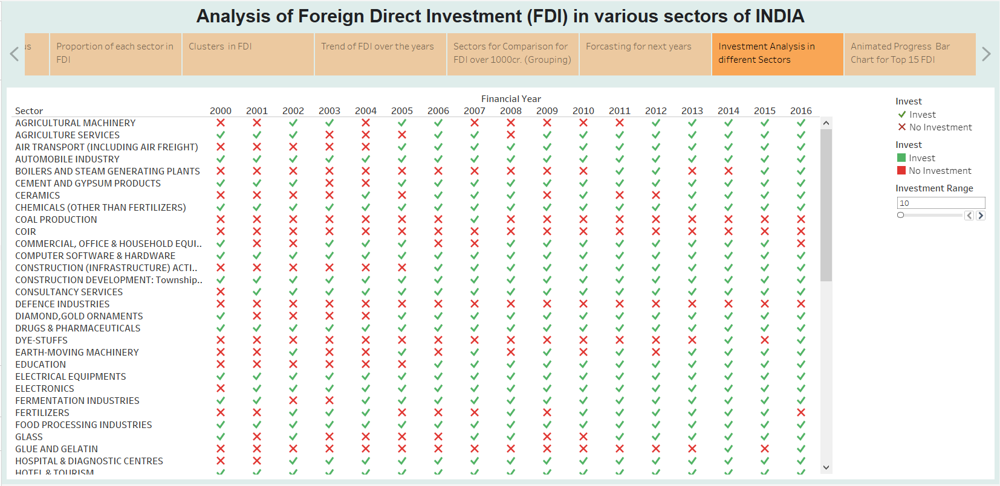 Analysis of Foreign Direct Investment (FDI) in various sectors of INDIA
us
Proportion of each sector in
FDI
Clusters in FDI
Trend of FDI over the years
Sectors for Comparison for
FDI over 1000cr. (Grouping)
Forcasting for next years
Investment Analysis in
different Sectors
Animated Progress Bar
Chart for Top 15 FDI
Financial Year
Sector 2000 2001 2002 2003 2004 2005 2006 2007 2008 2009 2010 2011 2012 2013 2014 2015 2016
AGRICULTURAL MACHINERY
AGRICULTURE SERVICES
AIR TRANSPORT (INCLUDING AIR FREIGHT)
AUTOMOBILE INDUSTRY
BOILERS AND STEAM GENERATING PLANTS
CEMENT AND GYPSUM PRODUCTS
CERAMICS
CHEMICALS (OTHER THAN FERTILIZERS)
COAL PRODUCTION
COIR
COMMERCIAL, OFFICE & HOUSEHOLD EQUI..
COMPUTER SOFTWARE & HARDWARE
CONSTRUCTION (INFRASTRUCTURE) ACTI..
CONSTRUCTION DEVELOPMENT: Township..
CONSULTANCY SERVICES
DEFENCE INDUSTRIES
DIAMOND,GOLD ORNAMENTS
DRUGS & PHARMACEUTICALS
DYE-STUFFS
EARTH-MOVING MACHINERY
EDUCATION
ELECTRICAL EQUIPMENTS
ELECTRONICS
FERMENTATION INDUSTRIES
FERTILIZERS
FOOD PROCESSING INDUSTRIES
GLASS
GLUE AND GELATIN
HOSPITAL & DIAGNOSTIC CENTRES
HOTEL & TOURISM
Invest
Invest
No Investment
Invest
Invest
No Investment
Investment Range
10